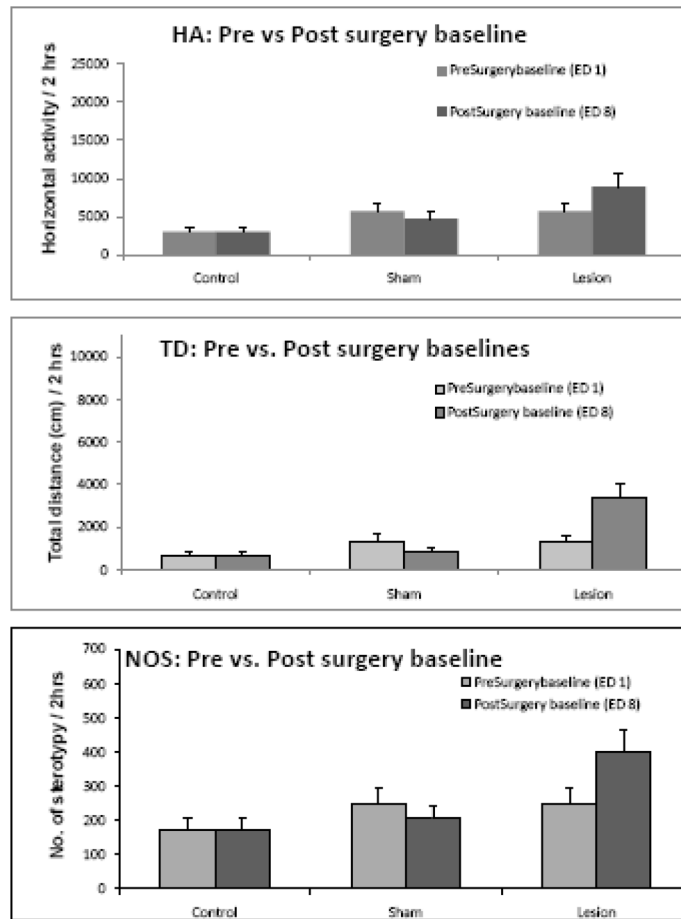 HA: Pre vs Post surgery baseline
Horizontal activity / 2 hrs
25000
20000
15000
10000
5000
0
PreSurgerybaseline (ED 1)
PostSurgery baseline (ED 8)
Control Sham Lesion
TD: Pre vs. Post surgery baselines
Total distance (cm) / 2 hrs
10000
8000
6000
4000
2000
0
PreSurgerybaseline (ED 1)
PostSurgery baseline (ED 8)
Control Sham Lesion
NOS: Pre vs. Post surgery baseline
No. of sterotypy / 2hrs
700
600
500
400
300
200
100
0
PreSurgerybaseline (ED 1)
PostSurgery baseline (ED 8)
Control Sham Lesion